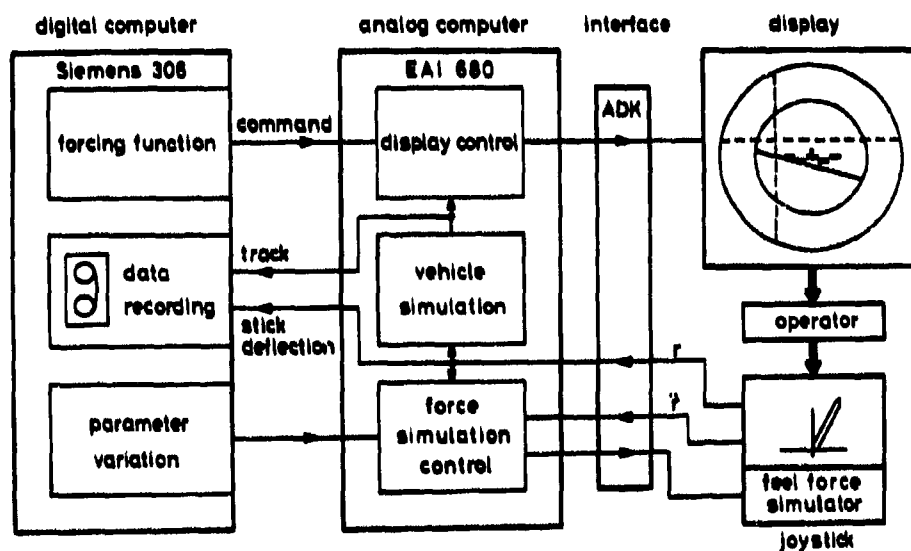 digital computer
analog computer
interface
display
Siemens 306
EAI 680
ADK
forcing function
command
display control
track
data
recording
vehicle
simulation
stick
deflection
operator
r
ṙ
parameter
variation
force
simulation
control
feel force
simulator
joystick